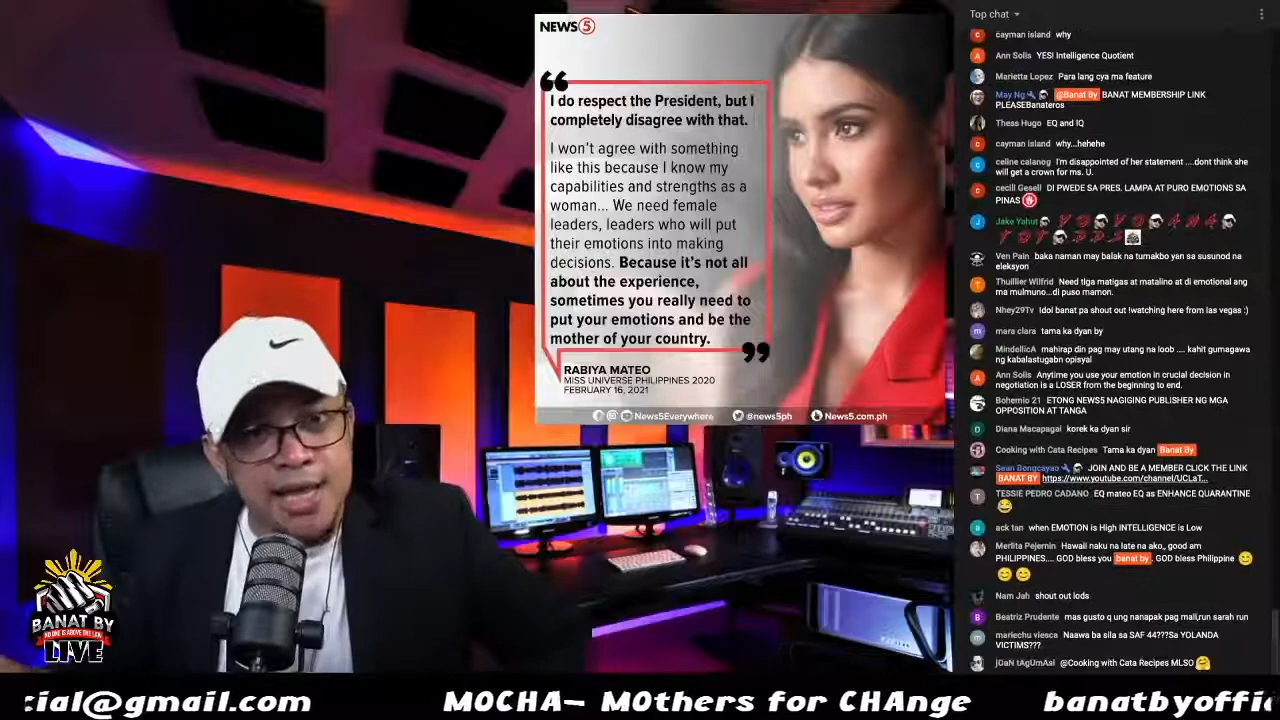 NEWS5
I do respect the President, but I
completely disagree with that.
I won't agree with something
like this because I know my
capabilities and strengths as a
woman... We need female
leaders, leaders who will put
their emotions into making
decisions. Because it's not all
about the experience,
sometimes you really need to
put your emotions and be the
mother of your country.
RABIYA MATEO
MISS UNIVERSE PHILIPPINES 2020
FEBRUARY 16, 2021
News5Everywhere @news5ph News5.com.ph
BANAT BY
NO ONE IS ABOVE THE LAW
LIVE
Top chat
cayman island why
Ann Solis YES! Intelligence Quotient
Marietta Lopez Para lang cya ma feature
May Ng @Banat By BANAT MEMBERSHIP LINK
PLEASEBanateros
Thess Hugo EQ and IQ
cayman island why...hehehe
celine calanog I'm disappointed of her statement ....dont think she
will get a crown for ms. U.
cecill Gesell DI PWEDE SA PRES. LAMPA AT PURO EMOTIONS SA
PINAS
Jake Yahut
Ven Pain baka naman may balak na tumakbo yan sa susunod na
eleksyon
Thuillier Wilfrid Need tlga matigas at matalino at di emotional ang
ma mulmuno...di puso mamon.
Nhey29Tv Idol banat pa shout out !watching here from las vegas :)
mara clara tama ka dyan by
MindellicA mahirap din pag may utang na loob .... kahit gumagawa
ng kabalastugabn opisyal
Ann Solis Anytime you use your emotion in crucial decision in
negotiation is a LOSER from the beginning to end.
Bohemio 21 ETONG NEWS5 NAGIGING PUBLISHER NG MGA
OPPOSITION AT TANGA
Diana Macapagal korek ka dyan sir
Cooking with Cata Recipes Tama ka dyan Banat By
Sean Bongcayao JOIN AND BE A MEMBER CLICK THE LINK
BANAT BY https://www.youtube.com/channel/UCLaT...
TESSIE PEDRO CADANO EQ mateo EQ as ENHANCE QUARANTINE
ack tan when EMOTION is High INTELLIGENCE is Low
Merlita Pejernin Hawaii naku na late na ako,, good am
PHILIPPINES.... GOD bless you banat by. GOD bless Philippine
Nam Jah shout out lods
Beatriz Prudente mas gusto q ung nanapak pag mali,run sarah run
mariechu viesca Naawa ba sila sa SAF 44???Sa YOLANDA
VICTIMS???
jOaN tAgUmAsi @Cooking with Cata Recipes MLSO
cial@gmail.com MOCHA- MOthers for CHAnge banatbyoffic